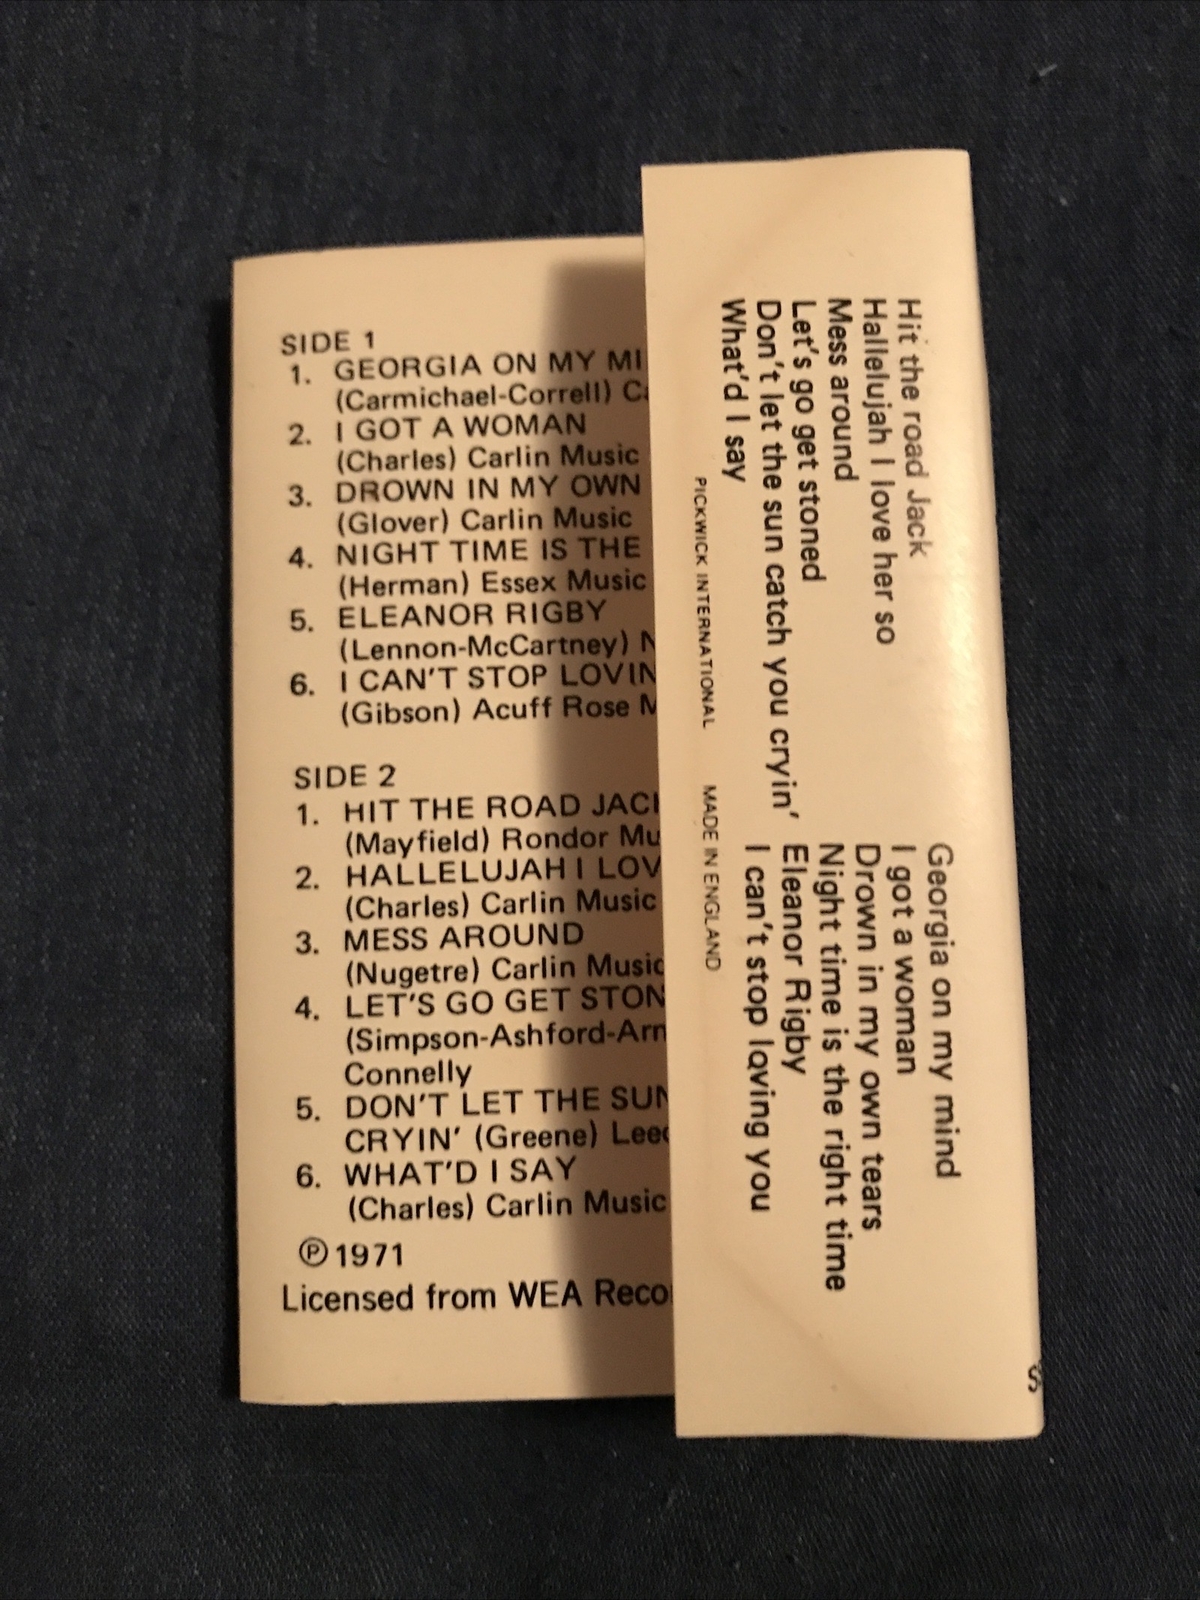 SIDE 1
1. GEORGIA ON MY MI
(Carmichael-Correll)
2. I GOT A WOMAN
(Charles) Carlin Music
3. DROWN IN MY OWN
(Glover) Carlin Music
4. NIGHT TIME IS THE
(Herman) Essex Music
5. ELEANOR RIGBY
(Lennon-McCartney)
6. I CAN'T STOP LOVIN
(Gibson) Acuff Rose
SIDE 2
1. HIT THE ROAD JAC
(Mayfield) Rondor Mu
2. HALLELUJAH I LOV
(Charles) Carlin Music
3. MESS AROUND
(Nugetre) Carlin Music
4. LET'S GO GET STON
(Simpson-Ashford-Arm
Connelly
5. DON'T LET THE SUN
CRYIN' (Greene) Lee
6. WHAT'D I SAY
(Charles) Carlin Music
℗ 1971
Licensed from WEA Reco
Hit the road Jack
Hallelujah I love her so
Mess around
Let's go get stoned
Don't let the sun catch you cryin'
What'd I say
Georgia on my mind
I got a woman
Drown in my own tears
Night time is the right time
Eleanor Rigby
I can't stop loving you
PICKWICK INTERNATIONAL MADE IN ENGLAND